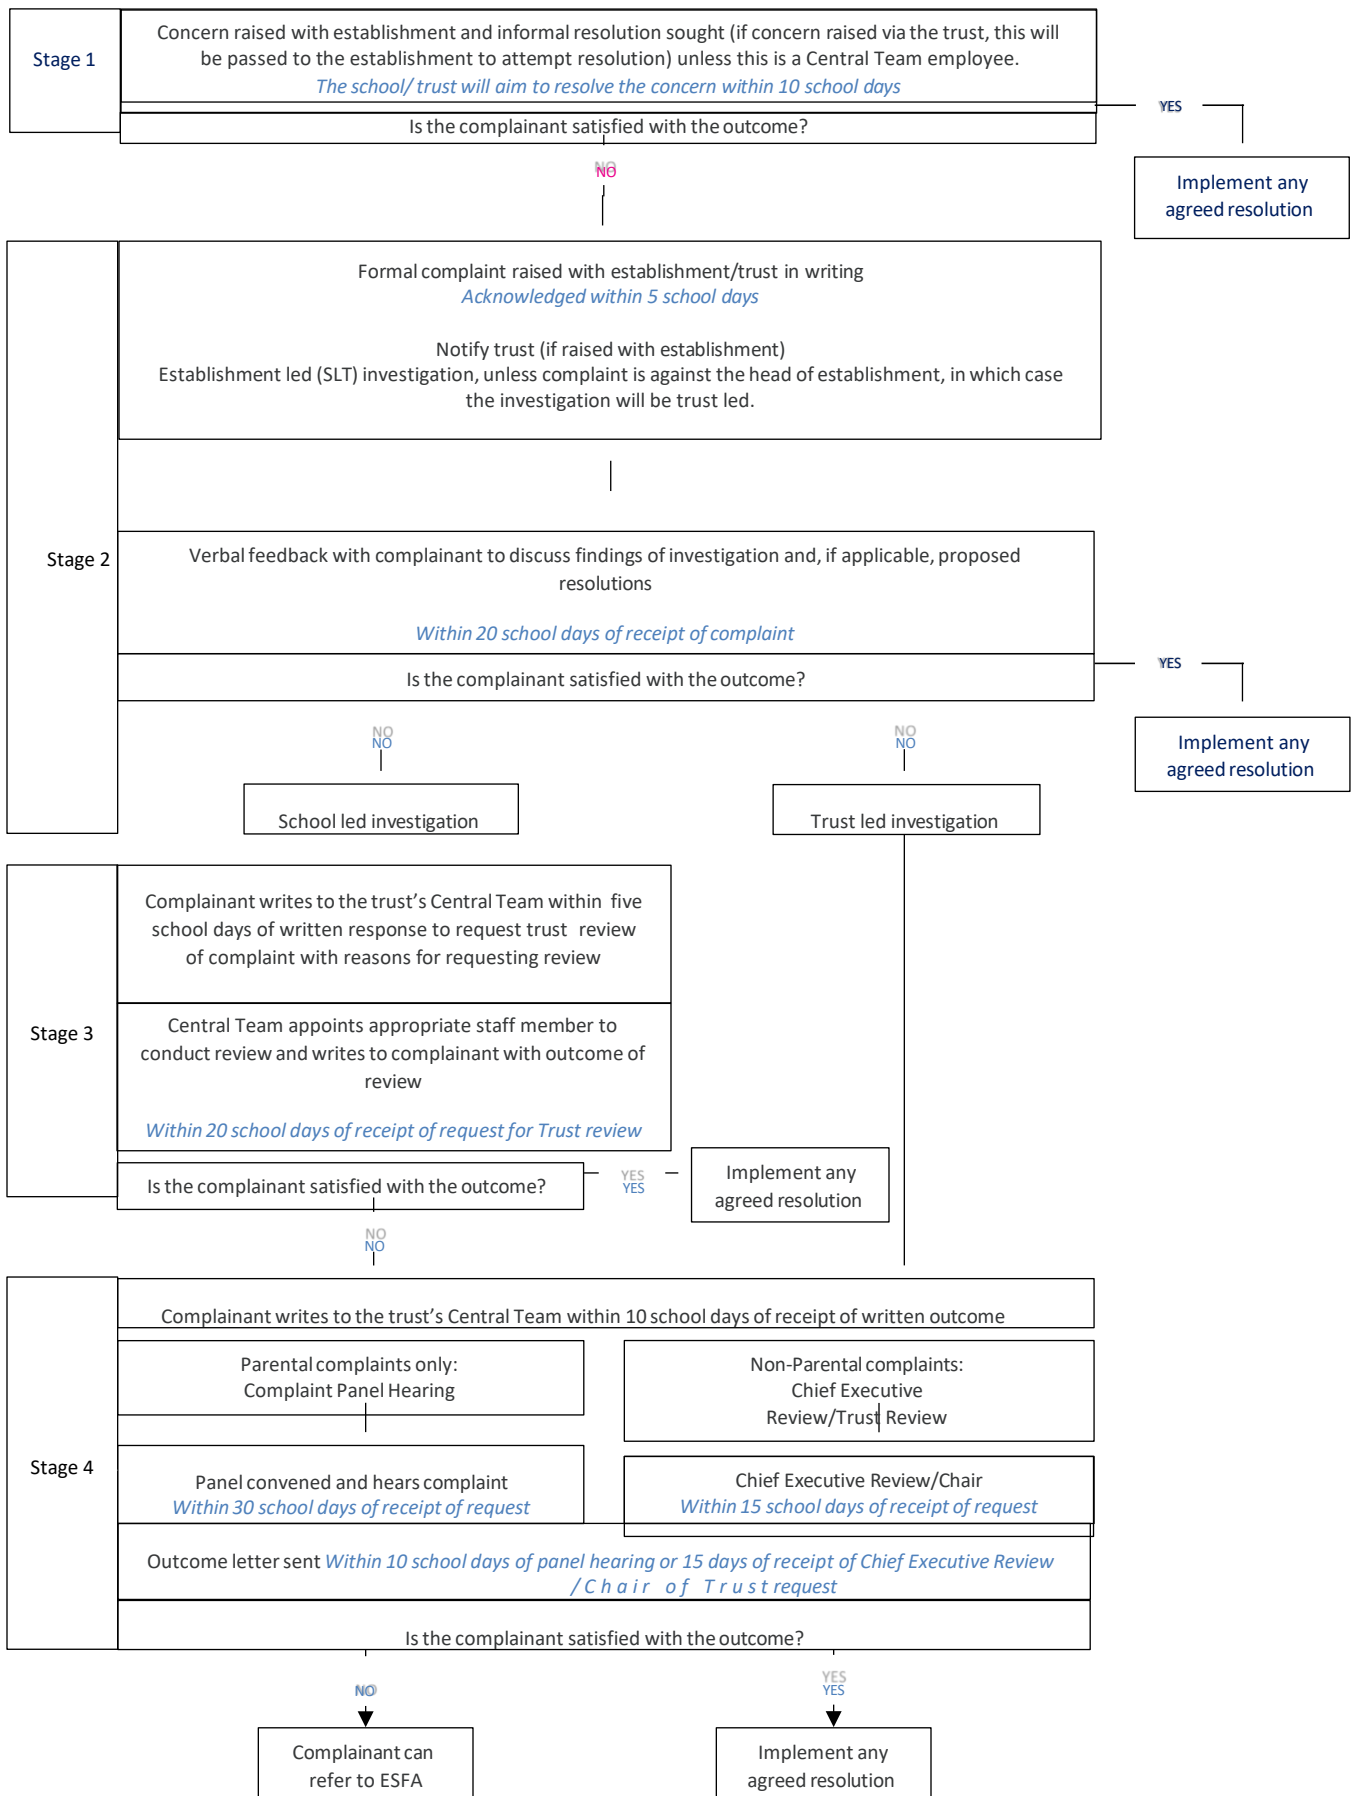 Stage 1
Concern raised with establishment and informal resolution sought (if concern raised via the trust, this will
be passed to the establishment to attempt resolution) unless this is a Central Team employee.
The school/ trust will aim to resolve the concern within 10 school days
Is the complainant satisfied with the outcome?
YES
NO
Implement any
agreed resolution
Formal complaint raised with establishment/trust in writing
Acknowledged within 5 school days
Notify trust (if raised with establishment)
Establishment led (SLT) investigation, unless complaint is against the head of establishment, in which case
the investigation will be trust led.
Stage 2
Verbal feedback with complainant to discuss findings of investigation and, if applicable, proposed
resolutions
Within 20 school days of receipt of complaint
Is the complainant satisfied with the outcome?
YES
Implement any
agreed resolution
NO
NO
NO
NO
School led investigation
Trust led investigation
Stage 3
Complainant writes to the trust's Central Team within five
school days of written response to request trust review
of complaint with reasons for requesting review
Central Team appoints appropriate staff member to
conduct review and writes to complainant with outcome of
review
Within 20 school days of receipt of request for Trust review
Is the complainant satisfied with the outcome?
YES
YES
Implement any
agreed resolution
NO
NO
Stage 4
Complainant writes to the trust's Central Team within 10 school days of receipt of written outcome
Parental complaints only:
Complaint Panel Hearing
Non-Parental complaints:
Chief Executive
Review/Trust Review
Panel convened and hears complaint
Within 30 school days of receipt of request
Chief Executive Review/Chair
Within 15 school days of receipt of request
Outcome letter sent Within 10 school days of panel hearing or 15 days of receipt of Chief Executive Review
/ C h a i r o f T r u s t request
Is the complainant satisfied with the outcome?
NO
YES
YES
Complainant can
refer to ESFA
Implement any
agreed resolution